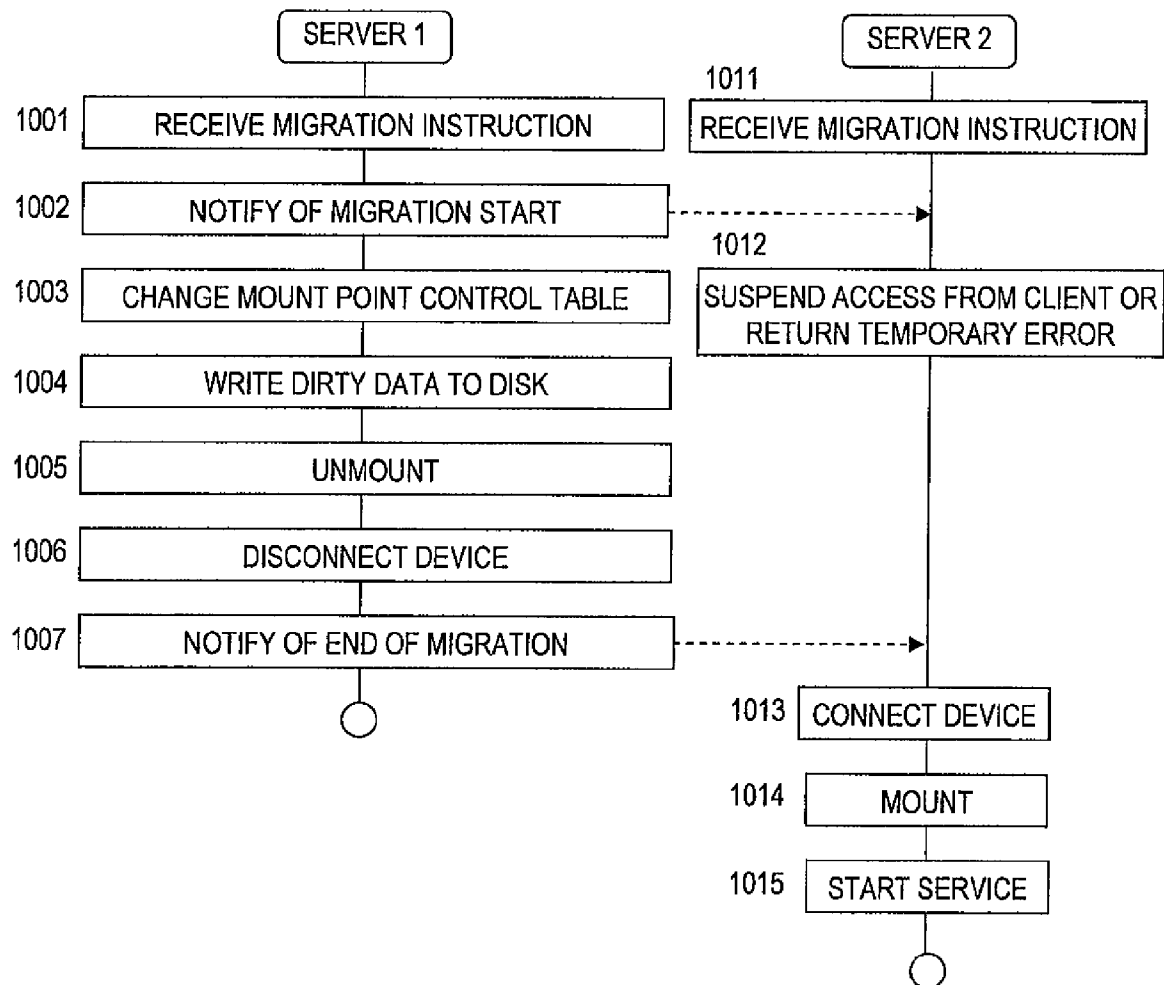 SERVER 1
1001
RECEIVE MIGRATION INSTRUCTION
1002
NOTIFY OF MIGRATION START
1003
CHANGE MOUNT POINT CONTROL TABLE
1004
WRITE DIRTY DATA TO DISK
1005
UNMOUNT
1006
DISCONNECT DEVICE
1007
NOTIFY OF END OF MIGRATION
SERVER 2
1011
RECEIVE MIGRATION INSTRUCTION
1012
SUSPEND ACCESS FROM CLIENT OR
RETURN TEMPORARY ERROR
1013
CONNECT DEVICE
1014
MOUNT
1015
START SERVICE